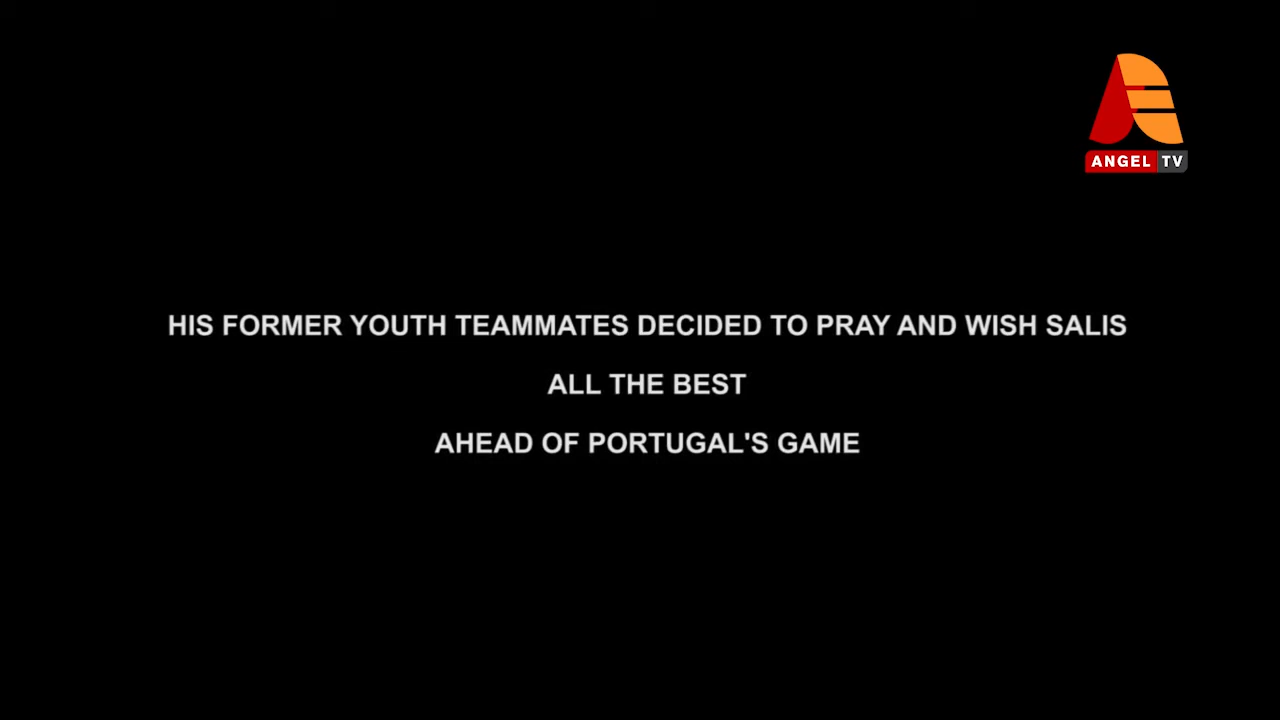 ANGEL TV
HIS FORMER YOUTH TEAMMATES DECIDED TO PRAY AND WISH SALIS
ALL THE BEST
AHEAD OF PORTUGAL'S GAME